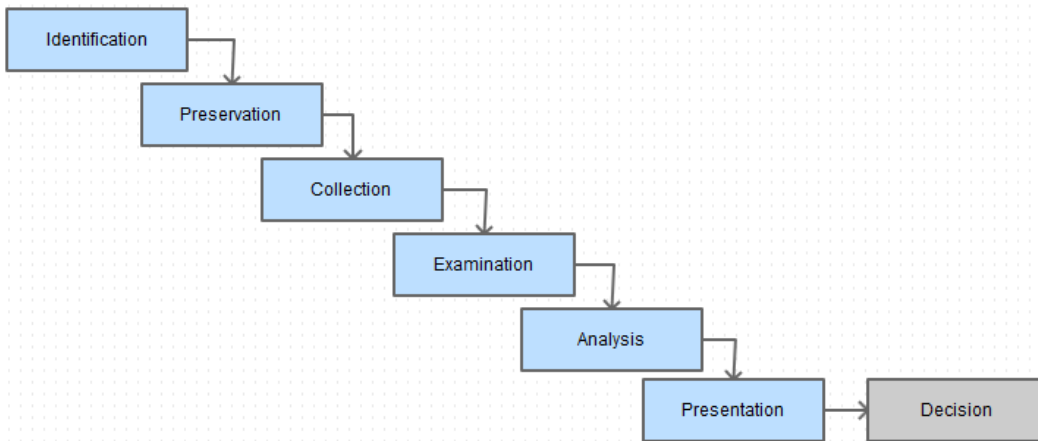 Identification
Preservation
Collection
Examination
Analysis
Presentation
Decision